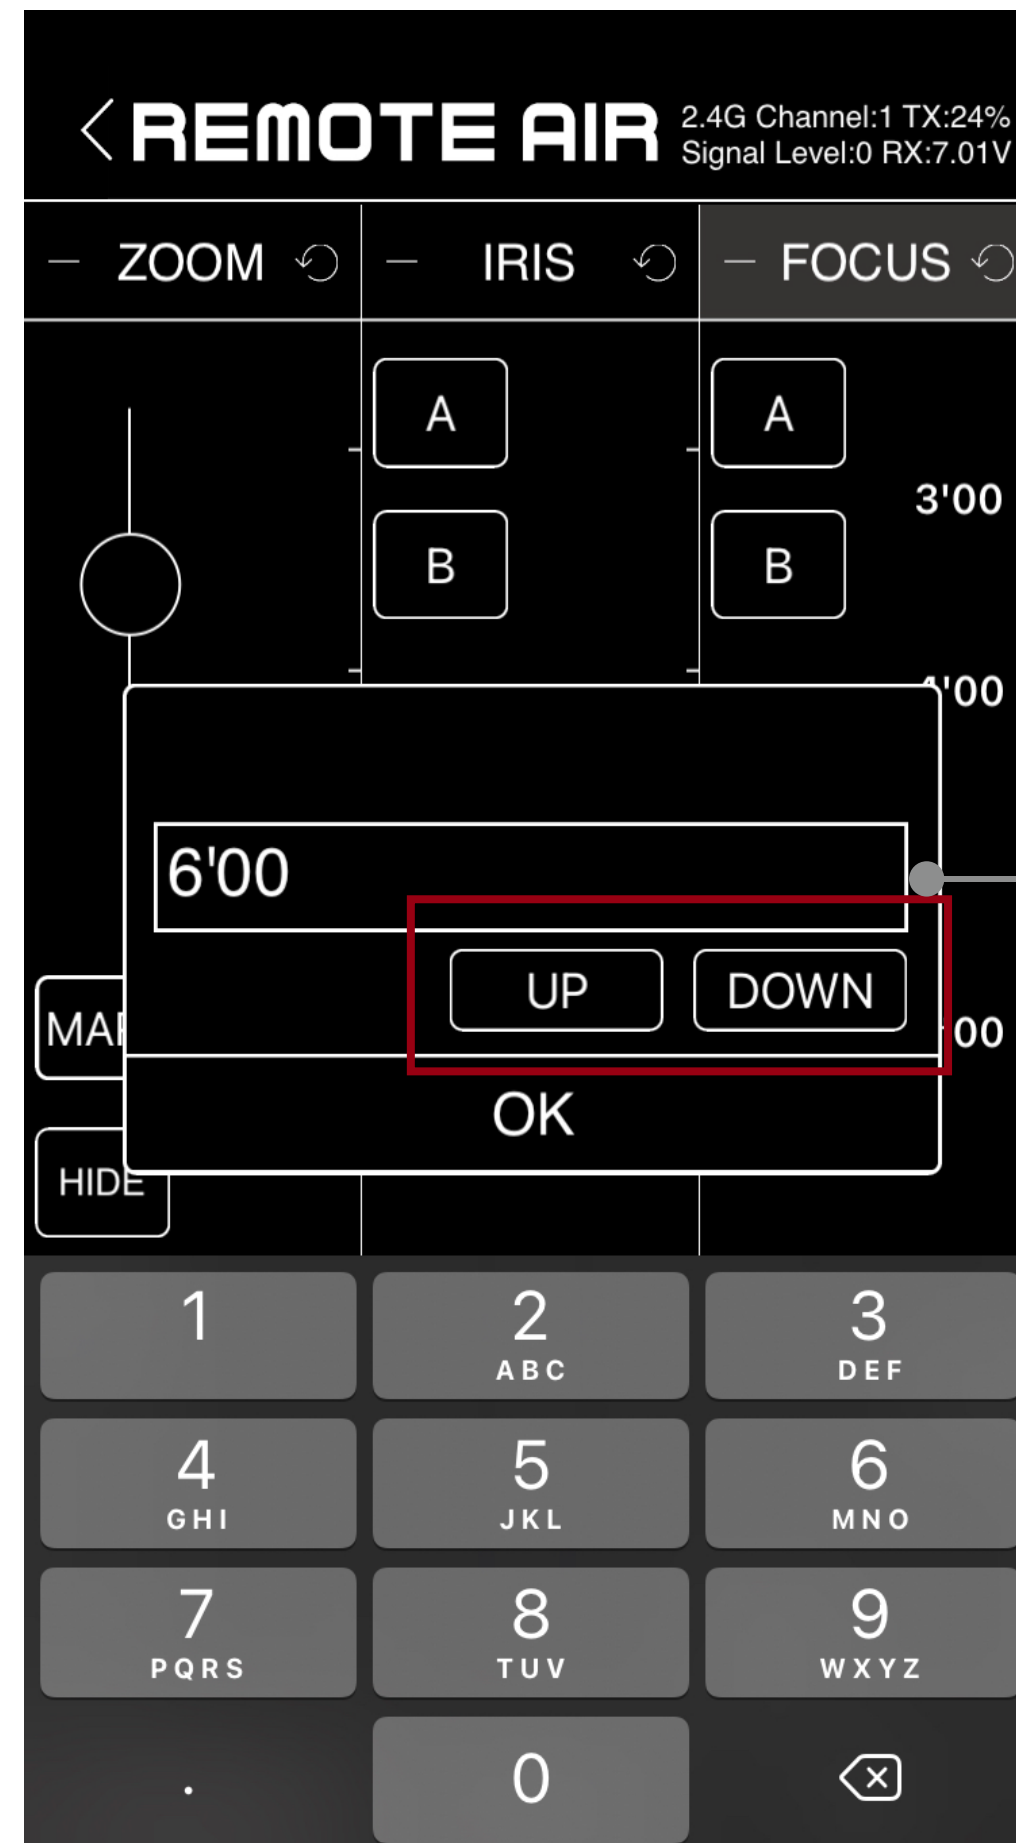 REMOTE AIR
2.4G Channel:1 TX:24%
Signal Level:0 RX:7.01V
ZOOM IRIS FOCUS
A A
3'00
B B
'00
6'00
UP DOWN
'00
OK
HIDE
1 2 3
ABC DEF
4 5 6
GHI JKL MNO
7 8 9
PQRS TUV WXYZ
. 0